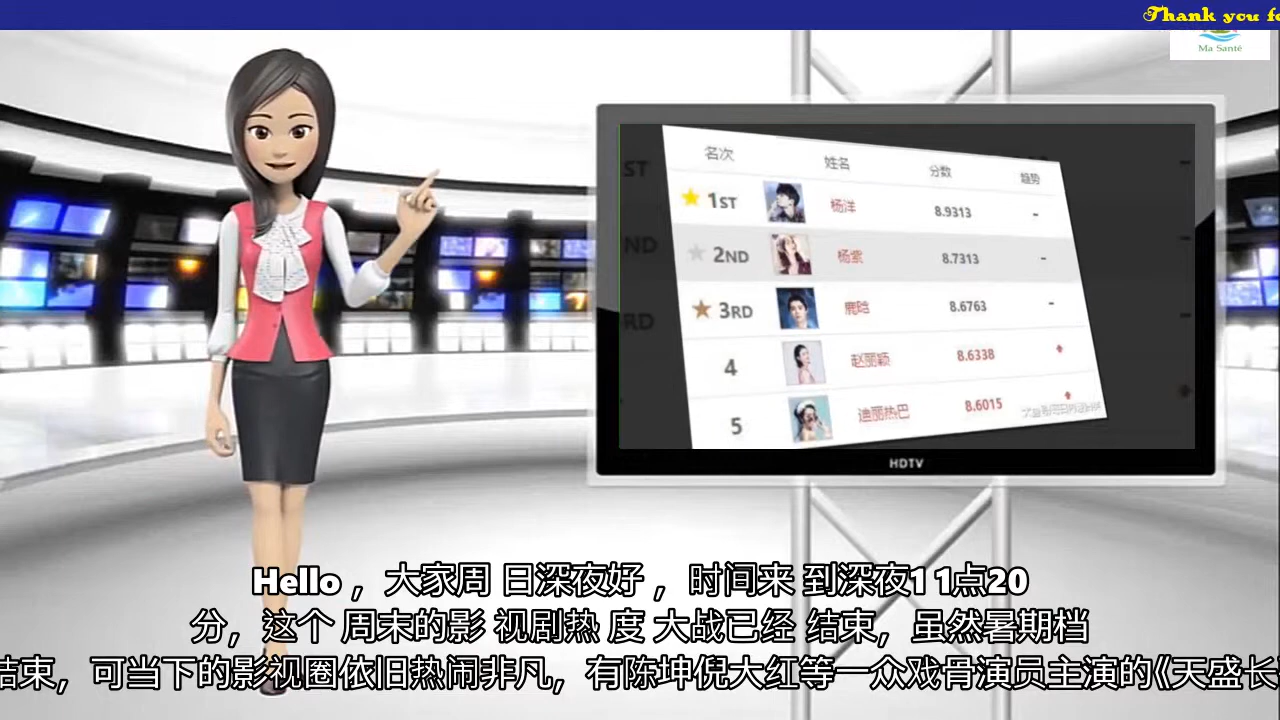 Thank you fo
Ma Santé
名次 姓名 分数 趋势
1ST 杨洋 8.9313 -
2ND 杨紫 8.7313 -
3RD 鹿晗 8.6763 -
4 赵丽颖 8.6338
5 迪丽热巴 8.6015
HDTV
Hello ，大家周 日深夜好 ，时间来 到深夜1 1点20
分，这个 周末的影 视剧热 度 大战已经 结束，虽然暑期档
结束，可当下的影视圈依旧热闹非凡，有陈坤倪大红等一众戏骨演员主演的《天盛长